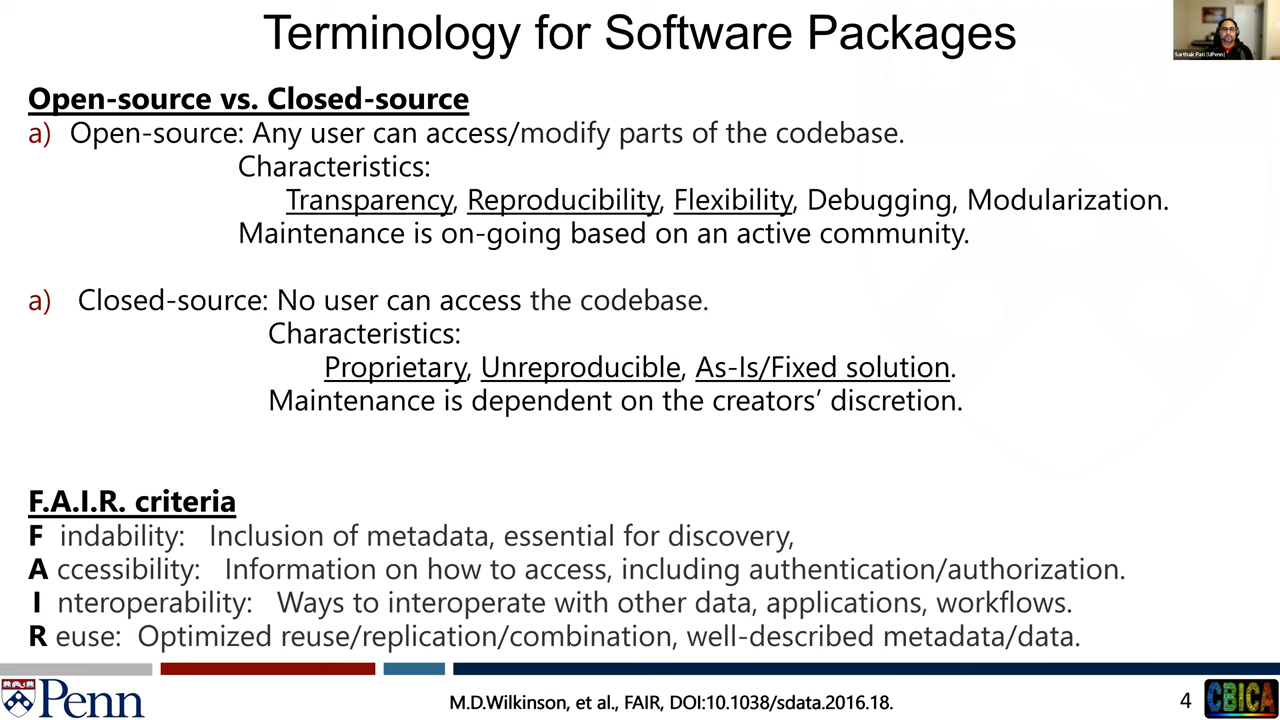 Terminology for Software Packages
Sarthak Pati (UPenn)
Open-source vs. Closed-source
a) Open-source: Any user can access/modify parts of the codebase.
Characteristics:
Transparency, Reproducibility, Flexibility, Debugging, Modularization.
Maintenance is on-going based on an active community.
a) Closed-source: No user can access the codebase.
Characteristics:
Proprietary, Unreproducible, As-Is/Fixed solution.
Maintenance is dependent on the creators’ discretion.
F.A.I.R. criteria
F indability: Inclusion of metadata, essential for discovery,
A ccessibility: Information on how to access, including authentication/authorization.
I nteroperability: Ways to interoperate with other data, applications, workflows.
R euse: Optimized reuse/replication/combination, well-described metadata/data.
Penn
M.D.Wilkinson, et al., FAIR, DOI:10.1038/sdata.2016.18.
4
CBICA